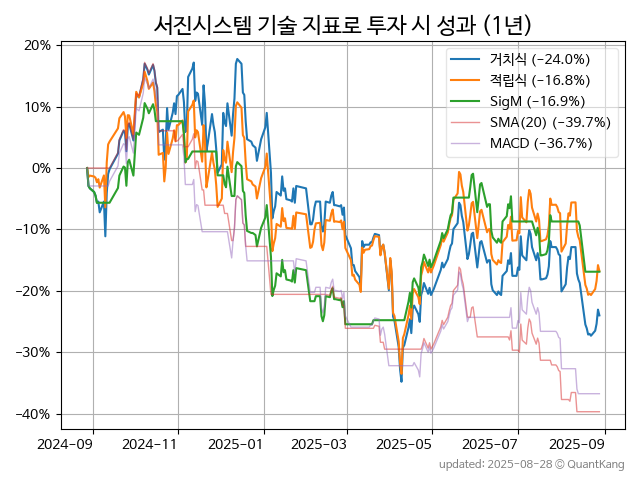 서진시스템 기술 지표로 투자 시 성과 (1년)
거치식 (−24.0%)
적립식 (−16.8%)
SigM (−16.9%)
SMA(20) (−39.7%)
MACD (−36.7%)
20%
10%
0%
−10%
−20%
−30%
−40%
2024-09 2024-11 2025-01 2025-03 2025-05 2025-07 2025-09
updated: 2025-08-28 © QuantKang